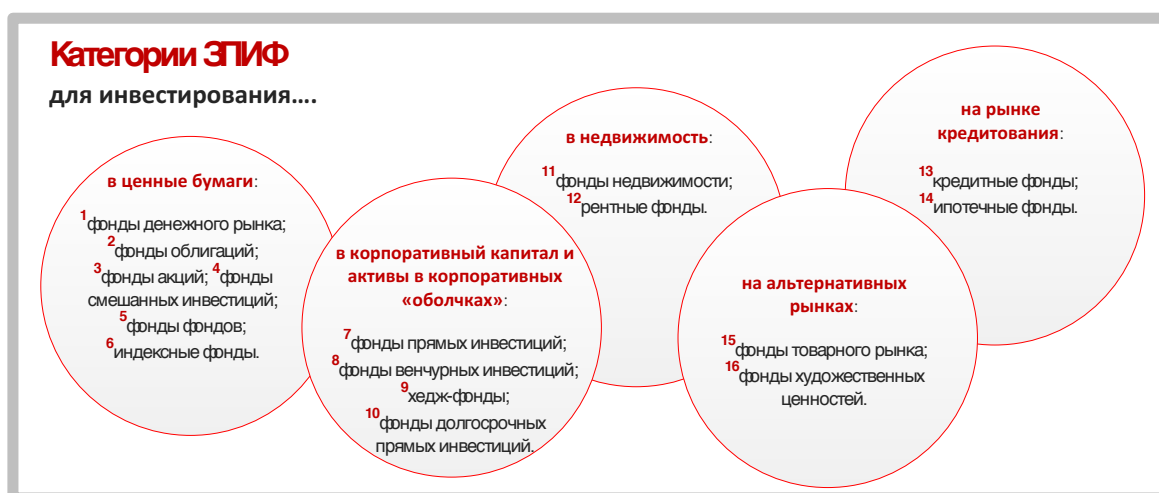 Категории ЗПИФ
для инвестирования....
в ценные бумаги:
1фонды денежного рынка;
2фонды облигаций;
3фонды акций; 4фонды
смешанных инвестиций;
5фонды фондов;
6индексные фонды.
в корпоративный капитал и
активы в корпоративных
«оболчках»:
7фонды прямых инвестиций;
8фонды венчурных инвестиций;
9хедж-фонды;
10фонды долгосрочных
прямых инвестиций.
в недвижимость:
11фонды недвижимости;
12рентные фонды.
на альтернативных
рынках:
15фонды товарного рынка;
16фонды художественных
ценностей.
на рынке
кредитования:
13кредитные фонды;
14ипотечные фонды.